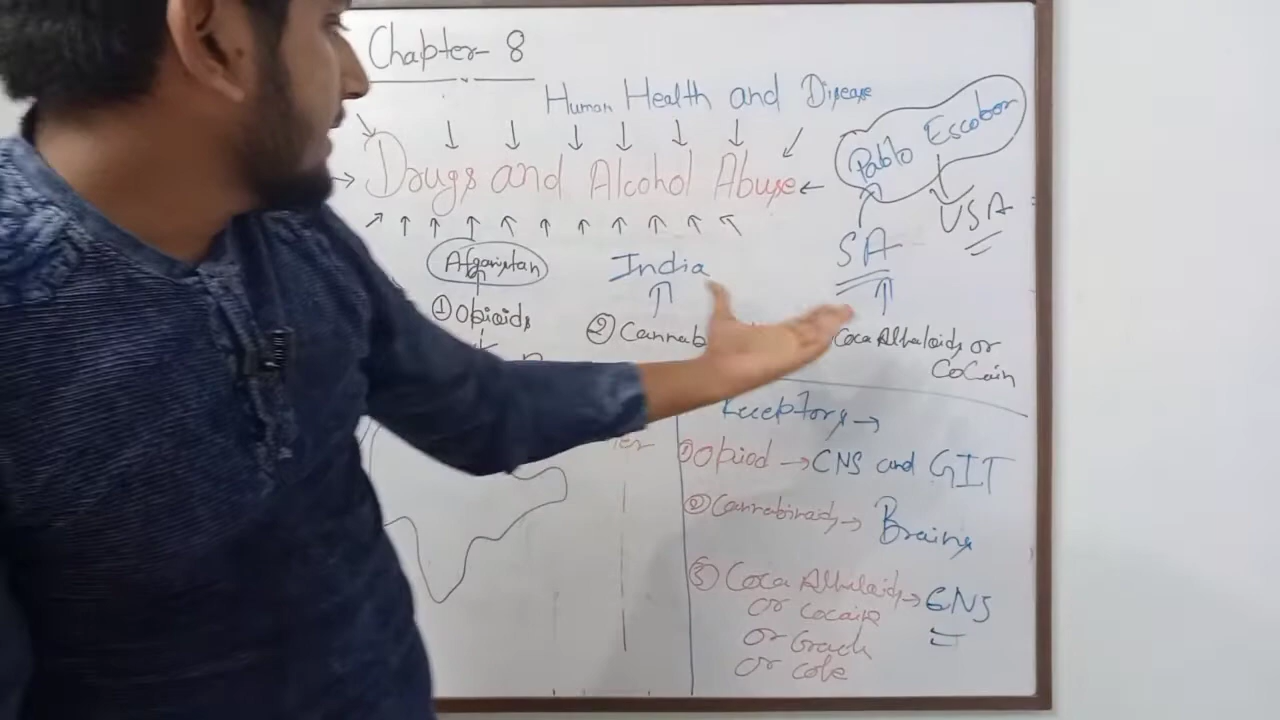 Chapter- 8
Human Health and Disease
Drugs and Alcohol Abuse
Pablo Escobar
USA
SA
Afganistan
India
① Opioids
② Cannab
Coca Alkaloids or
CoCain
Receptors →
① Opiod → CNS and GIT
② Cannabinoids → Brain
③ Coca Alkaloids → CNS
or Cocain
or Crack
or coke